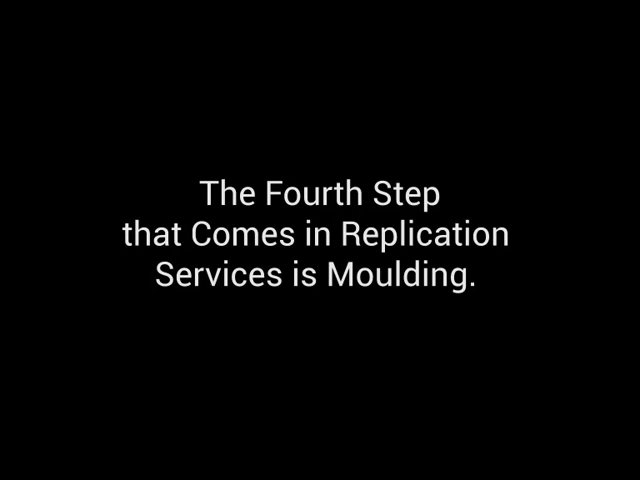 The Fourth Step
that Comes in Replication
Services is Moulding.